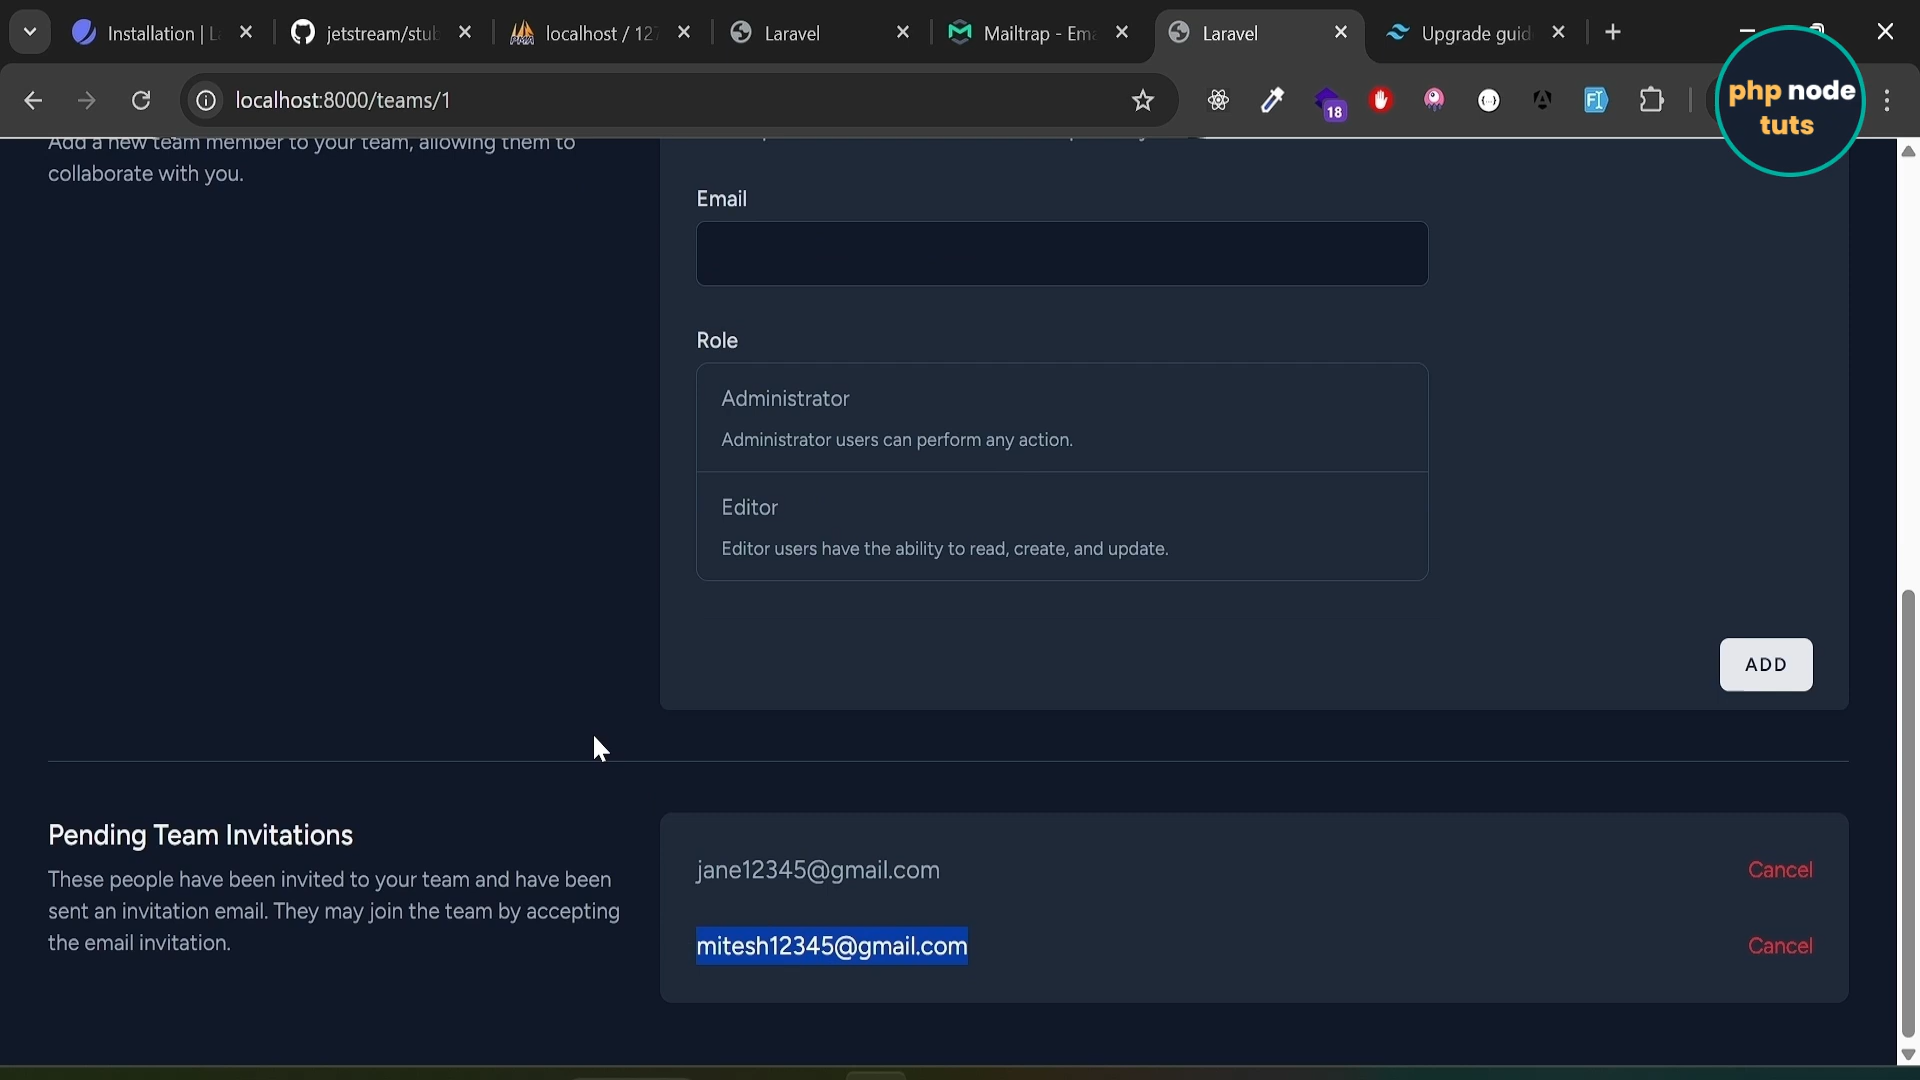 Installation | L
jetstream/stub
localhost / 127
Laravel
Mailtrap - Ema
Laravel
Upgrade guid
localhost:8000/teams/1
18
php node
tuts
Add a new team member to your team, allowing them to
collaborate with you.
Email
Role
Administrator
Administrator users can perform any action.
Editor
Editor users have the ability to read, create, and update.
ADD
Pending Team Invitations
These people have been invited to your team and have been
sent an invitation email. They may join the team by accepting
the email invitation.
jane12345@gmail.com
Cancel
mitesh12345@gmail.com
Cancel